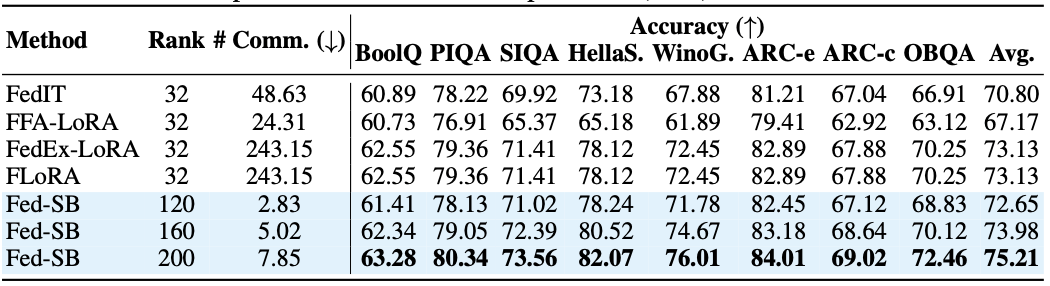 Accuracy (↑)
Method Rank # Comm. (↓) BoolQ PIQA SIQA HellaS. WinoG. ARC-e ARC-c OBQA Avg.
FedIT 32 48.63 60.89 78.22 69.92 73.18 67.88 81.21 67.04 66.91 70.80
FFA-LoRA 32 24.31 60.73 76.91 65.37 65.18 61.89 79.41 62.92 63.12 67.17
FedEx-LoRA 32 243.15 62.55 79.36 71.41 78.12 72.45 82.89 67.88 70.25 73.13
FLoRA 32 243.15 62.55 79.36 71.41 78.12 72.45 82.89 67.88 70.25 73.13
Fed-SB 120 2.83 61.41 78.13 71.02 78.24 71.78 82.45 67.12 68.83 72.65
Fed-SB 160 5.02 62.34 79.05 72.39 80.52 74.67 83.18 68.64 70.12 73.98
Fed-SB 200 7.85 63.28 80.34 73.56 82.07 76.01 84.01 69.02 72.46 75.21